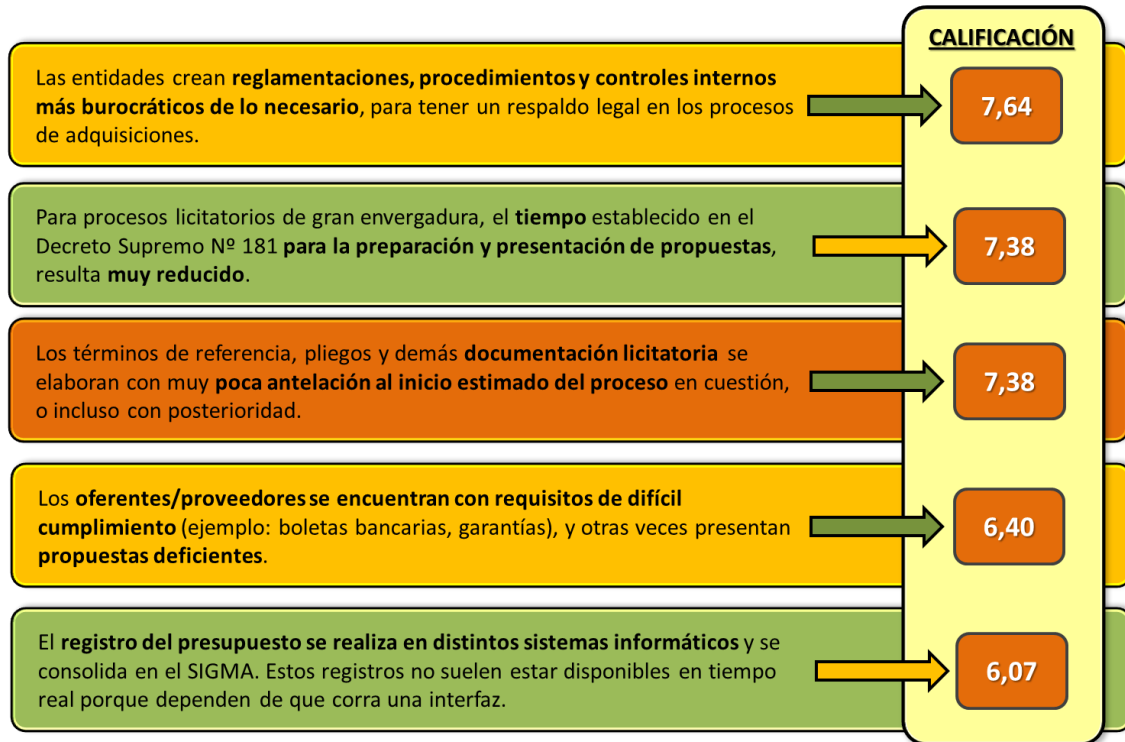 CALIFICACIÓN
Las entidades crean reglamentaciones, procedimientos y controles internos
más burocráticos de lo necesario, para tener un respaldo legal en los procesos
de adquisiciones.
7,64
Para procesos licitatorios de gran envergadura, el tiempo establecido en el
Decreto Supremo Nº 181 para la preparación y presentación de propuestas,
resulta muy reducido.
7,38
Los términos de referencia, pliegos y demás documentación licitatoria se
elaboran con muy poca antelación al inicio estimado del proceso en cuestión,
o incluso con posterioridad.
7,38
Los oferentes/proveedores se encuentran con requisitos de difícil
cumplimiento (ejemplo: boletas bancarias, garantías), y otras veces presentan
propuestas deficientes.
6,40
El registro del presupuesto se realiza en distintos sistemas informáticos y se
consolida en el SIGMA. Estos registros no suelen estar disponibles en tiempo
real porque dependen de que corra una interfaz.
6,07